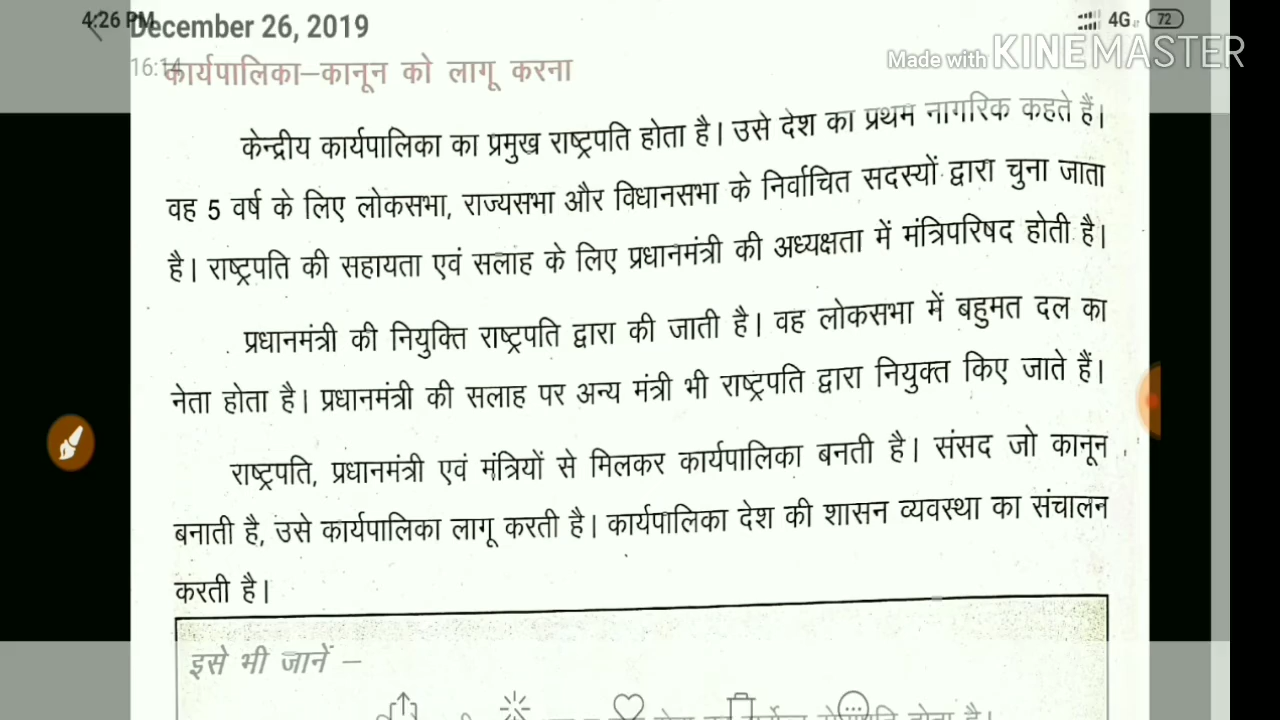 4:26 PM
December 26, 2019
4G 72
16:14
Made with KINEMASTER
कार्यपालिका–कानून को लागू करना
केन्द्रीय कार्यपालिका का प्रमुख राष्ट्रपति होता है। उसे देश का प्रथम नागरिक कहते हैं।
वह 5 वर्ष के लिए लोकसभा, राज्यसभा और विधानसभा के निर्वाचित सदस्यों द्वारा चुना जाता
है। राष्ट्रपति की सहायता एवं सलाह के लिए प्रधानमंत्री की अध्यक्षता में मंत्रिपरिषद होती है।
प्रधानमंत्री की नियुक्ति राष्ट्रपति द्वारा की जाती है। वह लोकसभा में बहुमत दल का
नेता होता है। प्रधानमंत्री की सलाह पर अन्य मंत्री भी राष्ट्रपति द्वारा नियुक्त किए जाते हैं।
राष्ट्रपति, प्रधानमंत्री एवं मंत्रियों से मिलकर कार्यपालिका बनती है। संसद जो कानून
बनाती है, उसे कार्यपालिका लागू करती है। कार्यपालिका देश की शासन व्यवस्था का संचालन
करती है।
इसे भी जानें –
होता है।